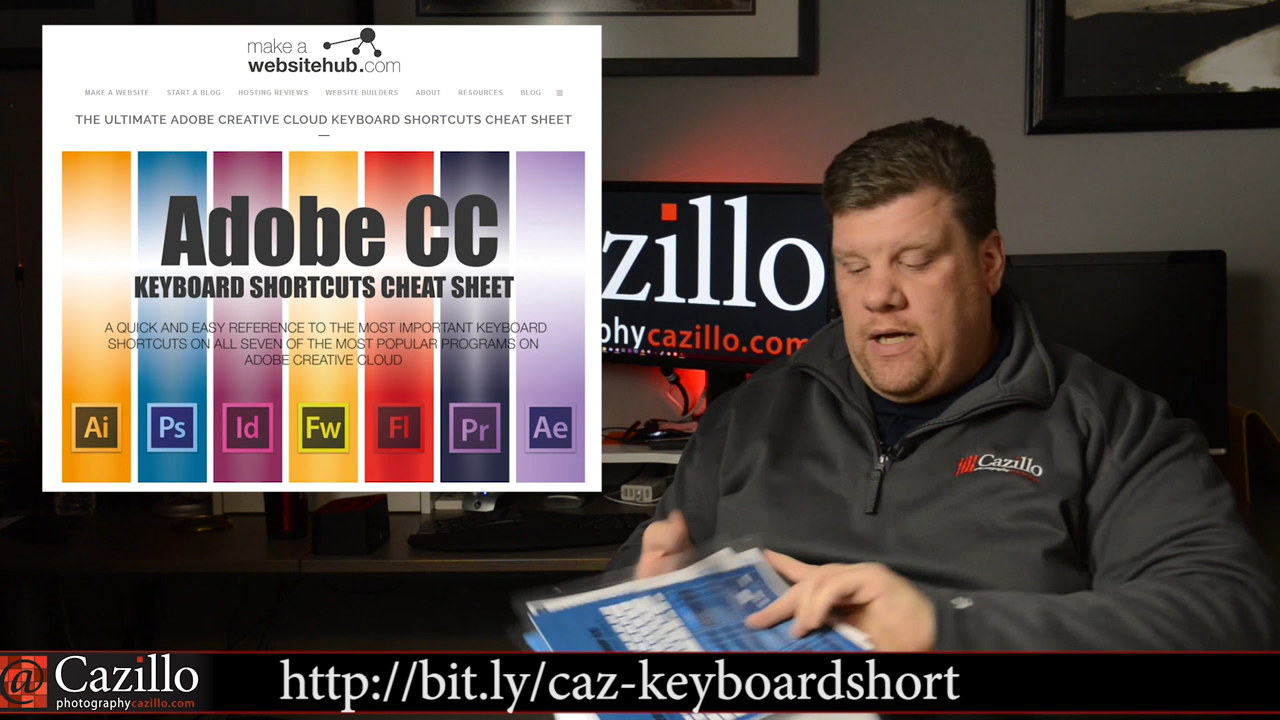 make a
websitehub.com
MAKE A WEBSITE START A BLOG HOSTING REVIEWS WEBSITE BUILDERS ABOUT RESOURCES BLOG
THE ULTIMATE ADOBE CREATIVE CLOUD KEYBOARD SHORTCUTS CHEAT SHEET
Adobe CC
KEYBOARD SHORTCUTS CHEAT SHEET
A QUICK AND EASY REFERENCE TO THE MOST IMPORTANT KEYBOARD
SHORTCUTS ON ALL SEVEN OF THE MOST POPULAR PROGRAMS ON
ADOBE CREATIVE CLOUD
Ai Ps Id Fw Fl Pr Ae
zillo
phycazillo.com
Cazillo
@ Cazillo
photographycazillo.com
http://bit.ly/caz-keyboardshort